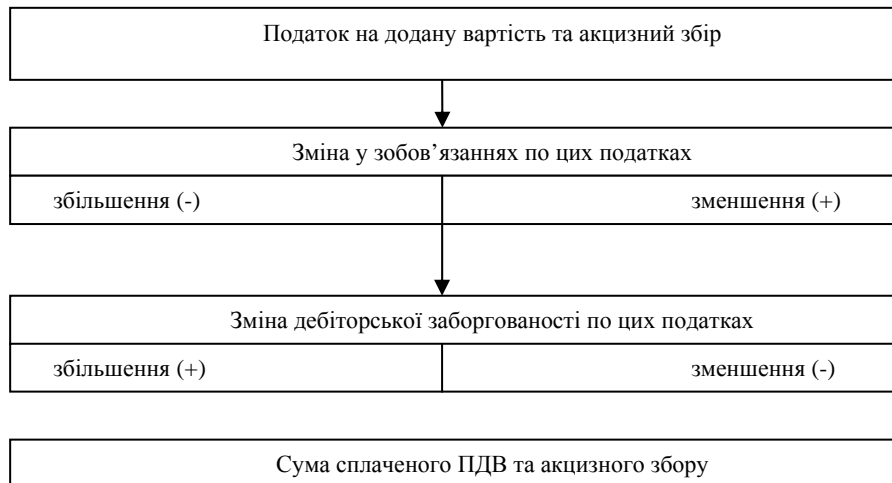 Податок на додану вартість та акцизний збір
Зміна у зобов’язаннях по цих податках
збільшення (-) зменшення (+)
Зміна дебіторської заборгованості по цих податках
збільшення (+) зменшення (-)
Сума сплаченого ПДВ та акцизного збору